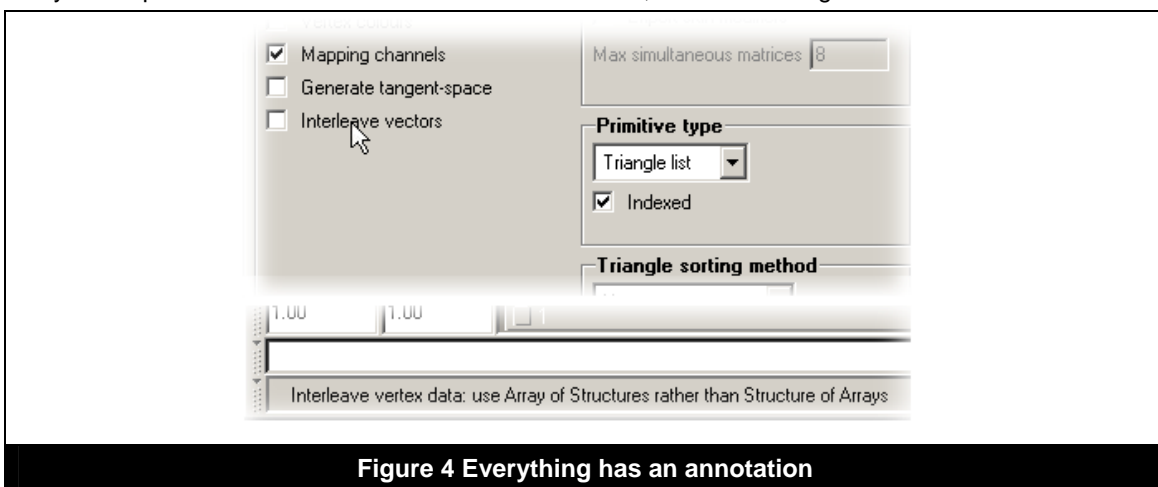 Mapping channels
Generate tangent-space
Interleave vectors
Max simultaneous matrices 8
Primitive type
Triangle list
Indexed
Triangle sorting method
1.00 1.00 1
Interleave vertex data: use Array of Structures rather than Structure of Arrays
Figure 4 Everything has an annotation